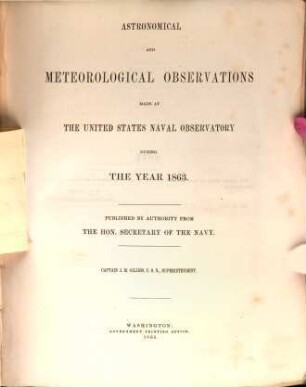 ASTRONOMICAL
AND
METEOROLOGICAL OBSERVATIONS
MADE AT
THE UNITED STATES NAVAL OBSERVATORY
DURING
THE YEAR 1863.
PUBLISHED BY AUTHORITY FROM
THE HON. SECRETARY OF THE NAVY.
CAPTAIN J. M. GILLISS, U. S. N., SUPERINTENDENT.
WASHINGTON:
GOVERNMENT PRINTING OFFICE.